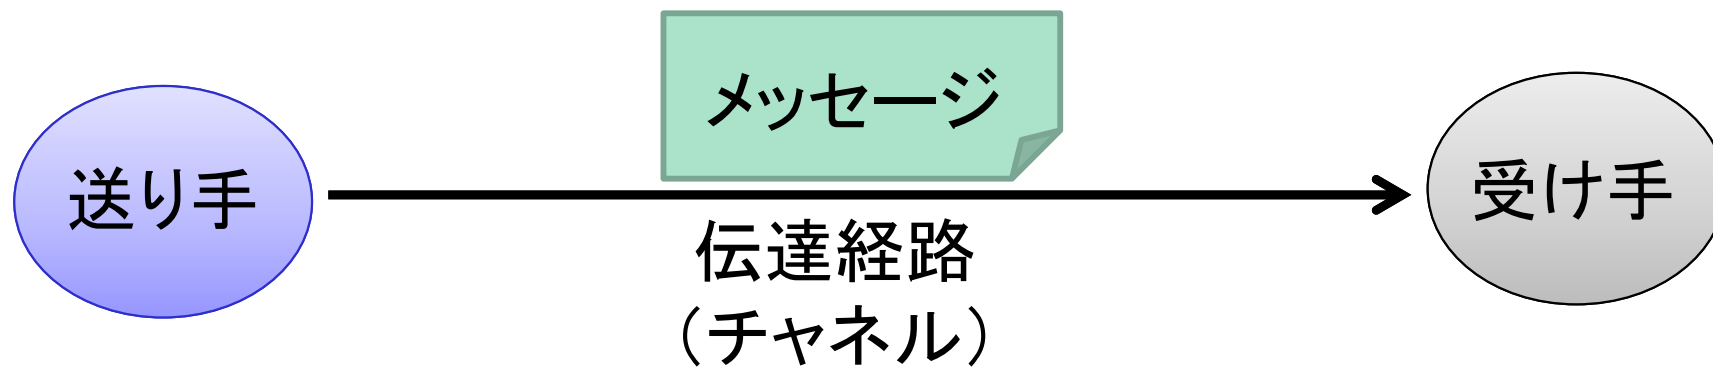 メッセージ
送り手
受け手
伝達経路
（チャネル）